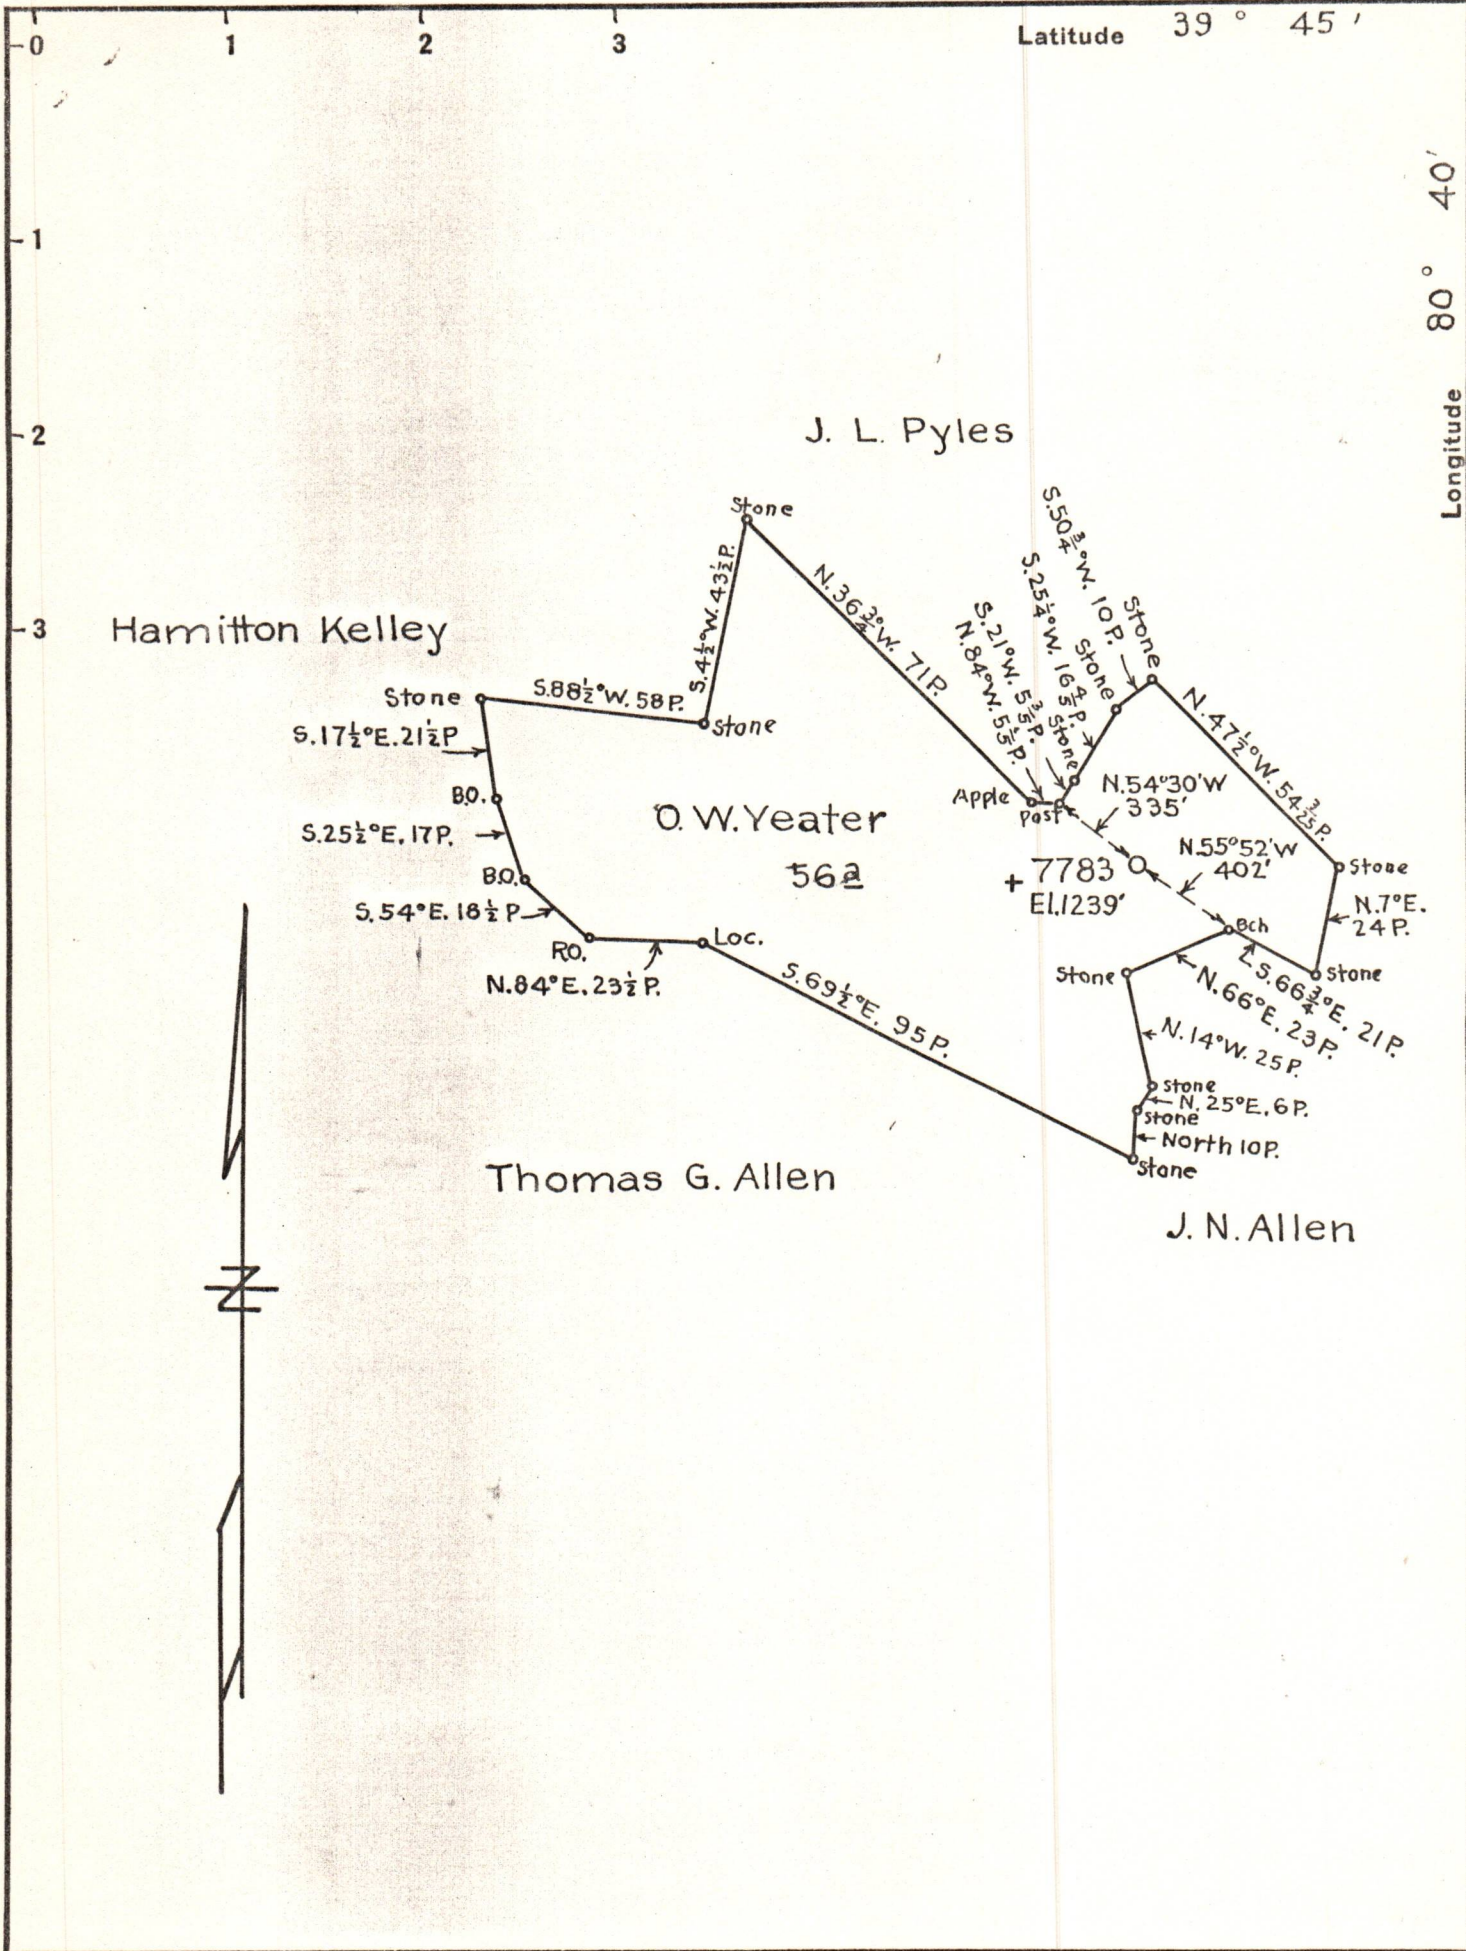 0 1 2 3 Latitude 39° 45'
1
2
3
Longitude 80° 40'
J. L. Pyles
Hamitton Kelley
Stone
S.88½°W. 58P.
Stone
S.4½°W. 43½P.
Stone
N.36¾°W. 71P.
Apple
N.84°W. 5⅕P.
Post
S.21°W. 5⅗P.
Stone
S.25¼°W. 16⅘P.
Stone
S.50¾°W. 10P.
Stone
N.47½°W. 54 3/25P.
Stone
N.7°E.
24P.
Stone
S.66¾°E. 21P.
Bch
N.66°E. 23P.
Stone
N.14°W. 25P.
Stone
N.25°E. 6P.
Stone
North 10P.
Stone
S.69½°E. 95P.
Loc.
N.84°E. 23½P.
R.O.
S.54°E. 18½P
B.O.
S.25½°E. 17P.
B.O.
S.17½°E. 21½P
N.54°30'W
335'
N.55°52'W
402'
O.W. Yeater
56a
+ 7783
El.1239'
Thomas G. Allen
J. N. Allen
N